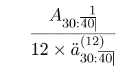 A_{30:\overline{40|}}^{\ \ 1}
12 × ä_{30:\overline{40|}}^{(12)}